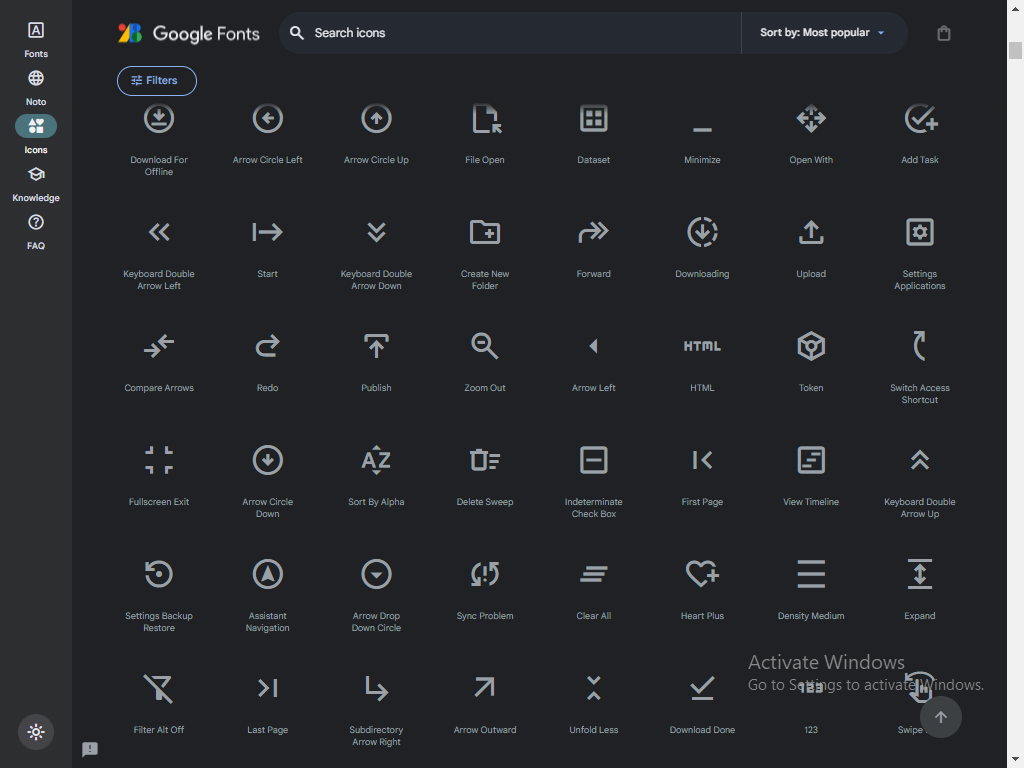 Google Fonts
Search icons
Sort by: Most popular
Fonts
Noto
Icons
Knowledge
FAQ
Filters
Download For
Offline
Arrow Circle Left
Arrow Circle Up
File Open
Dataset
Minimize
Open With
Add Task
Keyboard Double
Arrow Left
Start
Keyboard Double
Arrow Down
Create New
Folder
Forward
Downloading
Upload
Settings
Applications
Compare Arrows
Redo
Publish
Zoom Out
Arrow Left
HTML
HTML
Token
Switch Access
Shortcut
Fullscreen Exit
Arrow Circle
Down
AZ
Sort By Alpha
Delete Sweep
Indeterminate
Check Box
First Page
View Timeline
Keyboard Double
Arrow Up
Settings Backup
Restore
Assistant
Navigation
Arrow Drop
Down Circle
Sync Problem
Clear All
Heart Plus
Density Medium
Expand
Filter Alt Off
Last Page
Subdirectory
Arrow Right
Arrow Outward
Unfold Less
Download Done
123
123
Swipe
Activate Windows
Go to Settings to activate Windows.